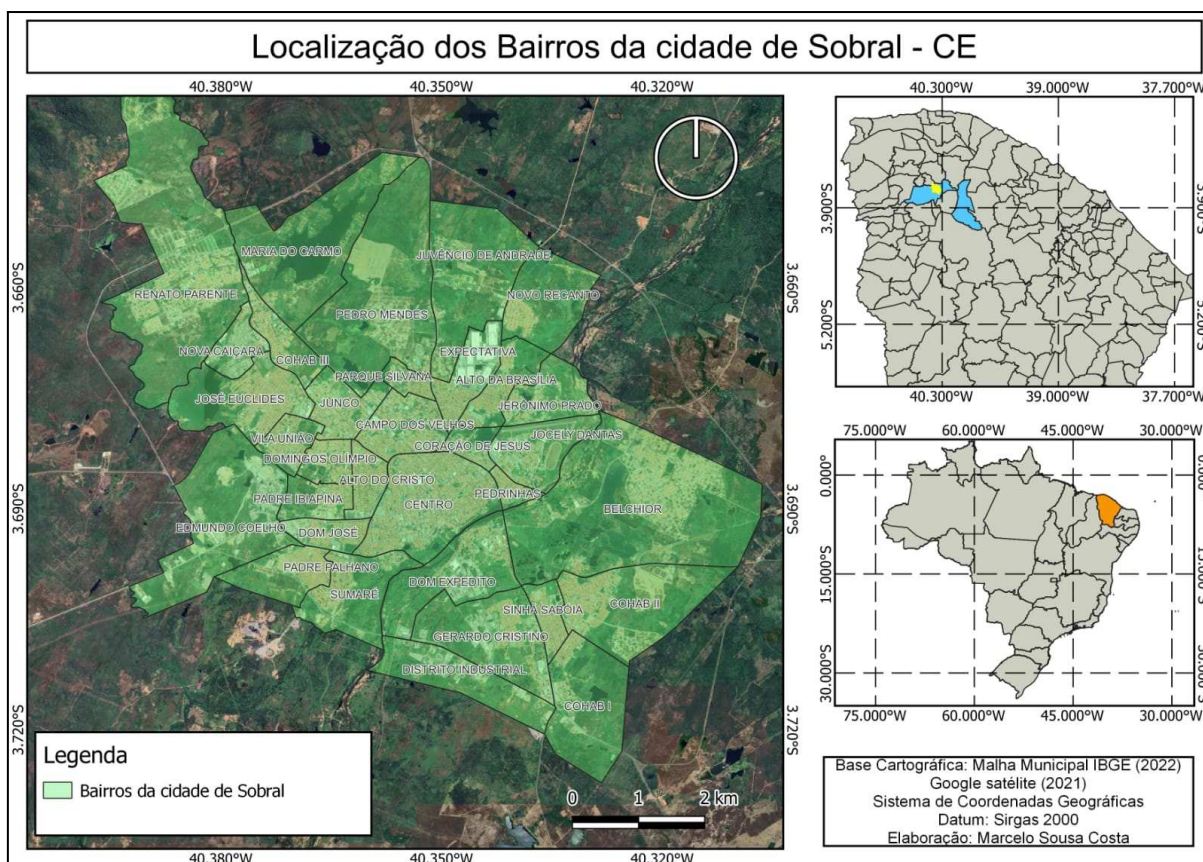 Localização dos Bairros da cidade de Sobral - CE
40.380°W 40.350°W 40.320°W
3.660°S 3.660°S
3.690°S 3.690°S
3.720°S 3.720°S
40.380°W 40.350°W 40.320°W
MARIA DO CARMO
JUVÊNCIO DE ANDRADE
RENATO PARENTE
NOVO RECANTO
PEDRO MENDES
NOVA CAIÇARA
COHAB III
EXPECTATIVA
PARQUE SILVANA
ALTO DA BRASÍLIA
JOSÉ EUCLIDES
JUNCO
JERÔNIMO PRADO
CAMPO DOS VELHOS
VILA UNIÃO
CORAÇÃO DE JESUS
JOCELY DANTAS
DOMINGOS OLÍMPIO
ALTO DO CRISTO
PADRE IBIAPINA
CENTRO
PEDRINHAS
BELCHIOR
EDMUNDO COELHO
DOM JOSÉ
PADRE PALHANO
DOM EXPEDITO
SUMARÉ
SINHÁ SABÓIA
COHAB II
GERARDO CRISTINO
DISTRITO INDUSTRIAL
COHAB I
Legenda
Bairros da cidade de Sobral
0 1 2 km
40.300°W 39.000°W 37.700°W
3.900°S 3.900°S
5.200°S
40.300°W 39.000°W 37.700°W
75.000°W 60.000°W 45.000°W 30.000°W
0.000°
15.000°S
30.000°S
75.000°W 60.000°W 45.000°W 30.000°W
Base Cartográfica: Malha Municipal IBGE (2022)
Google satélite (2021)
Sistema de Coordenadas Geográficas
Datum: Sirgas 2000
Elaboração: Marcelo Sousa Costa